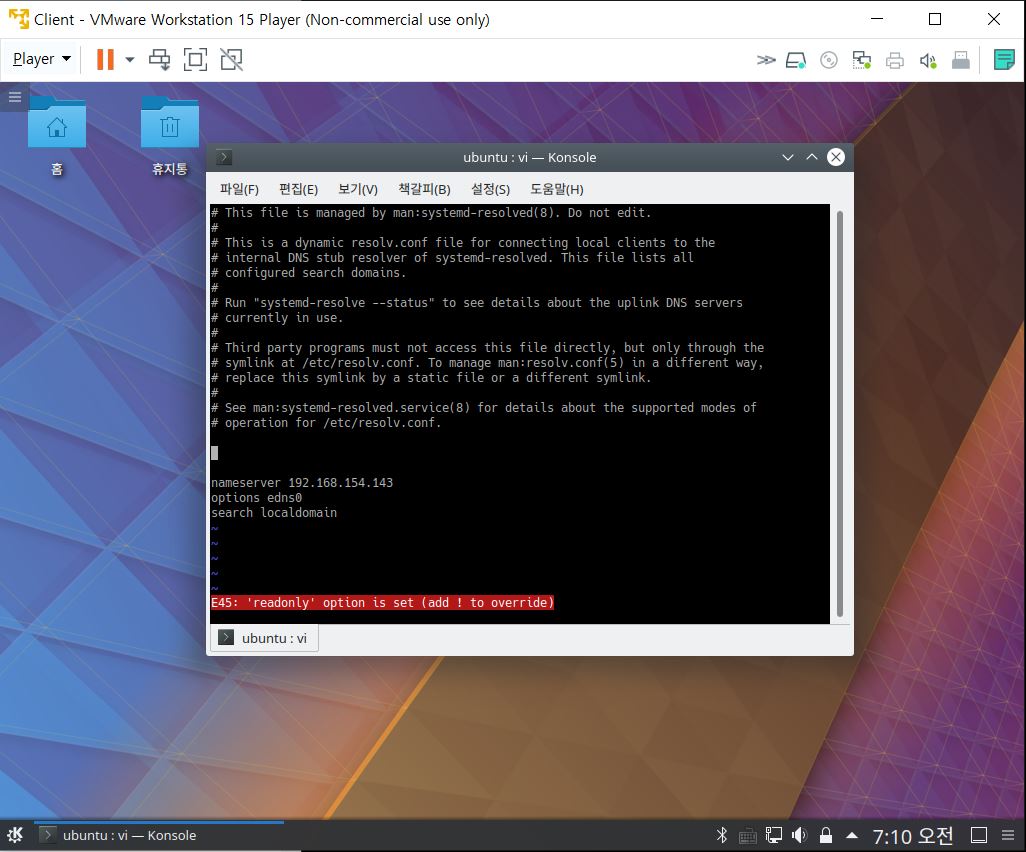 Client - VMware Workstation 15 Player (Non-commercial use only)
Player
홈
휴지통
ubuntu : vi — Konsole
파일(F) 편집(E) 보기(V) 책갈피(B) 설정(S) 도움말(H)
# This file is managed by man:systemd-resolved(8). Do not edit.
#
# This is a dynamic resolv.conf file for connecting local clients to the
# internal DNS stub resolver of systemd-resolved. This file lists all
# configured search domains.
#
# Run "systemd-resolve --status" to see details about the uplink DNS servers
# currently in use.
#
# Third party programs must not access this file directly, but only through the
# symlink at /etc/resolv.conf. To manage man:resolv.conf(5) in a different way,
# replace this symlink by a static file or a different symlink.
#
# See man:systemd-resolved.service(8) for details about the supported modes of
# operation for /etc/resolv.conf.
nameserver 192.168.154.143
options edns0
search localdomain
~
~
~
~
~
E45: 'readonly' option is set (add ! to override)
ubuntu : vi
ubuntu : vi — Konsole
7:10 오전